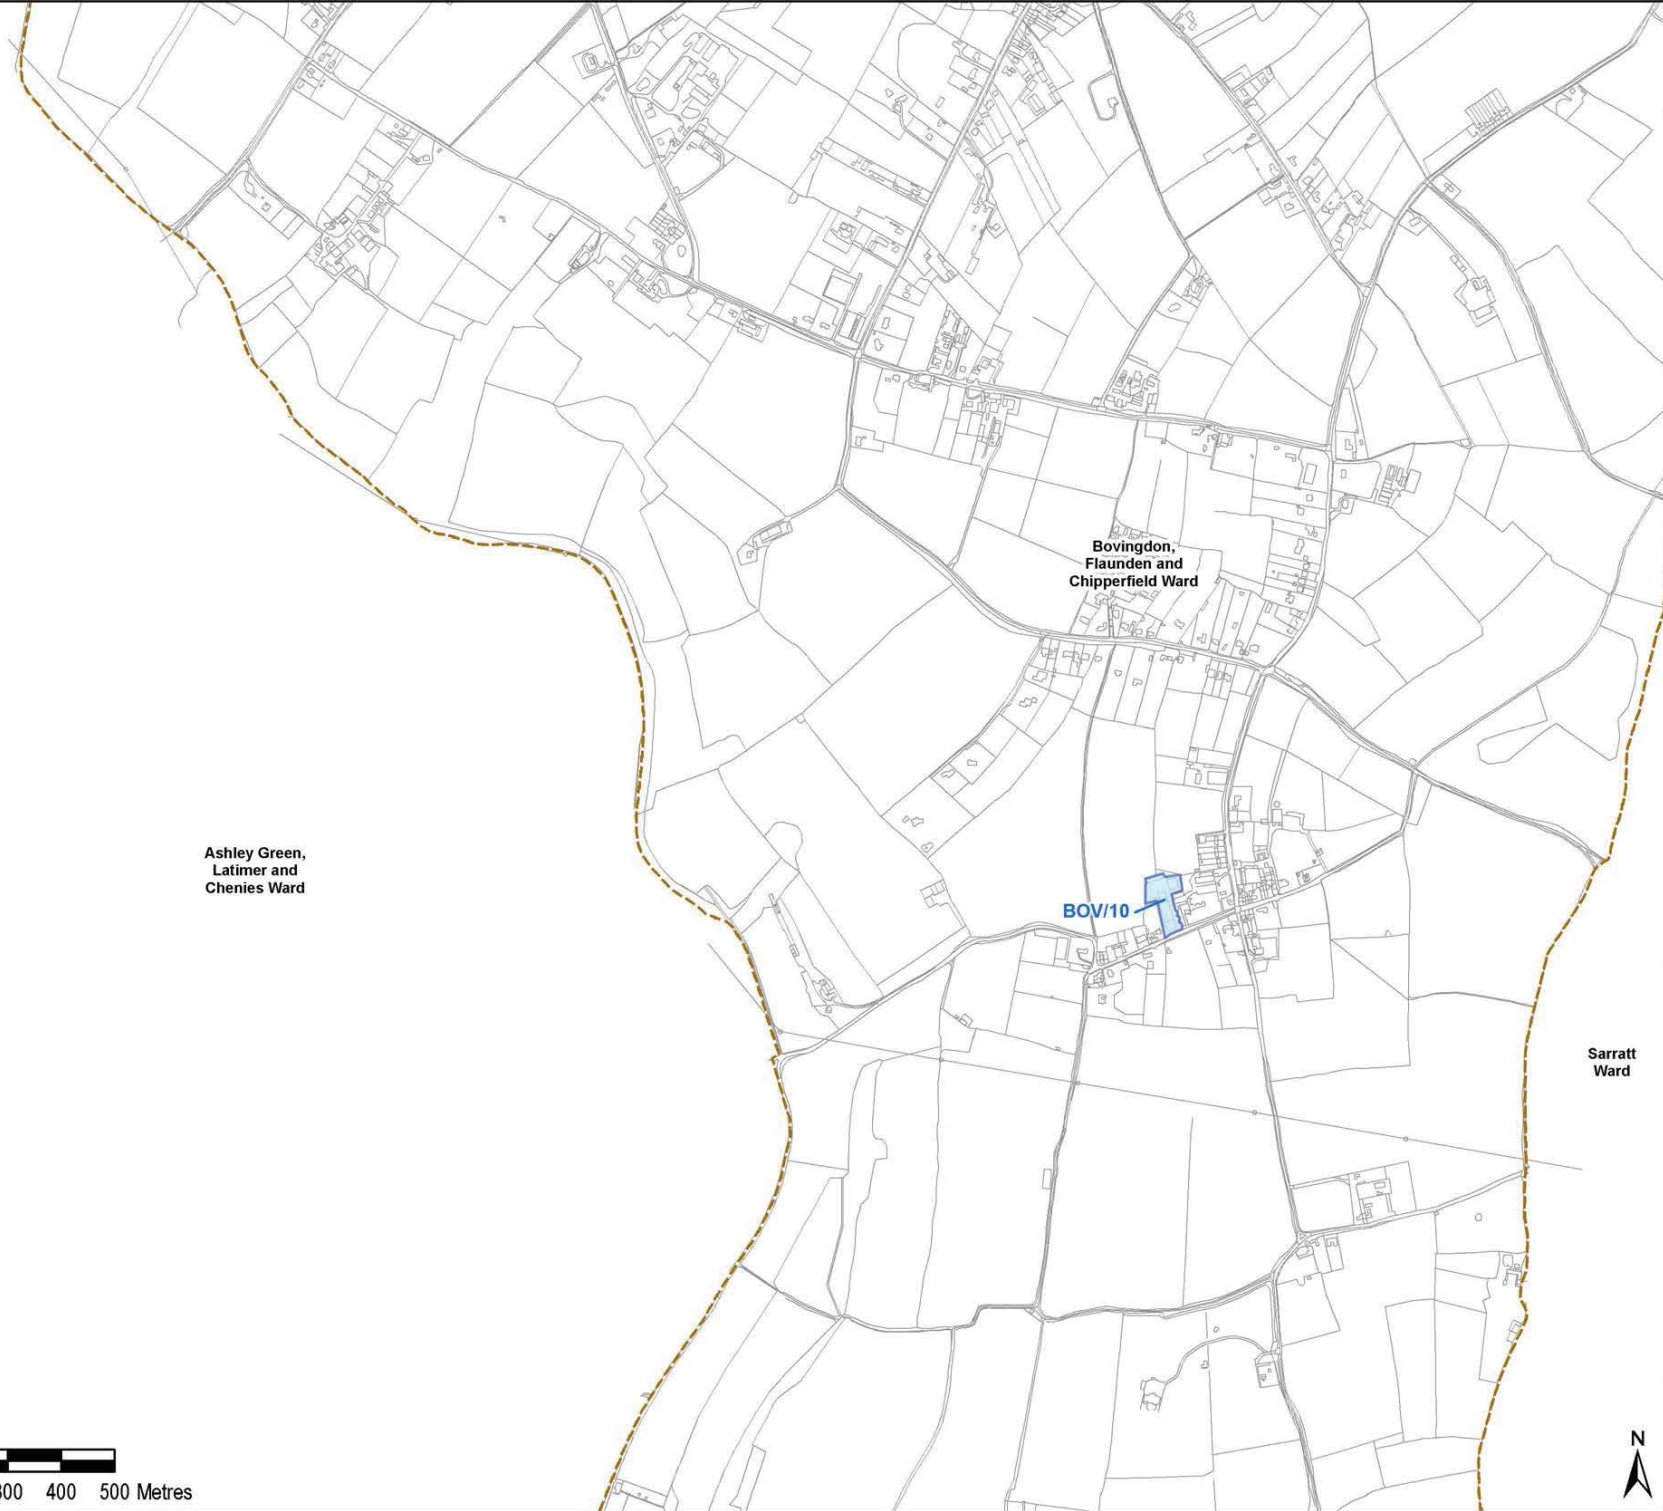 Bovingdon,
Flaunden and
Chipperfield Ward
Ashley Green,
Latimer and
Chenies Ward
BOV/10
Sarratt
Ward
N
400 500 Metres